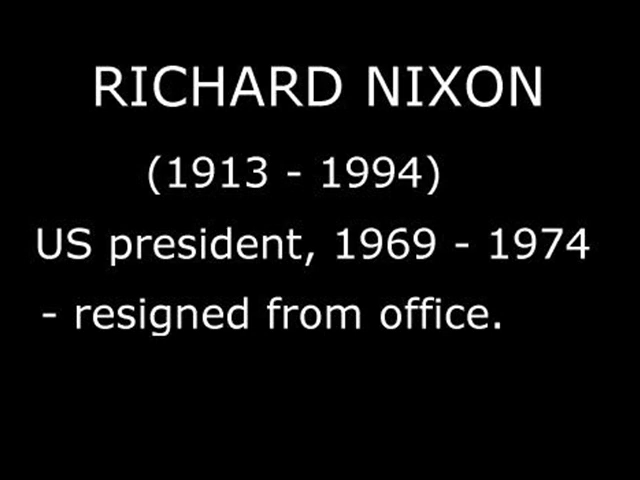 RICHARD NIXON
(1913 - 1994)
US president, 1969 - 1974
- resigned from office.